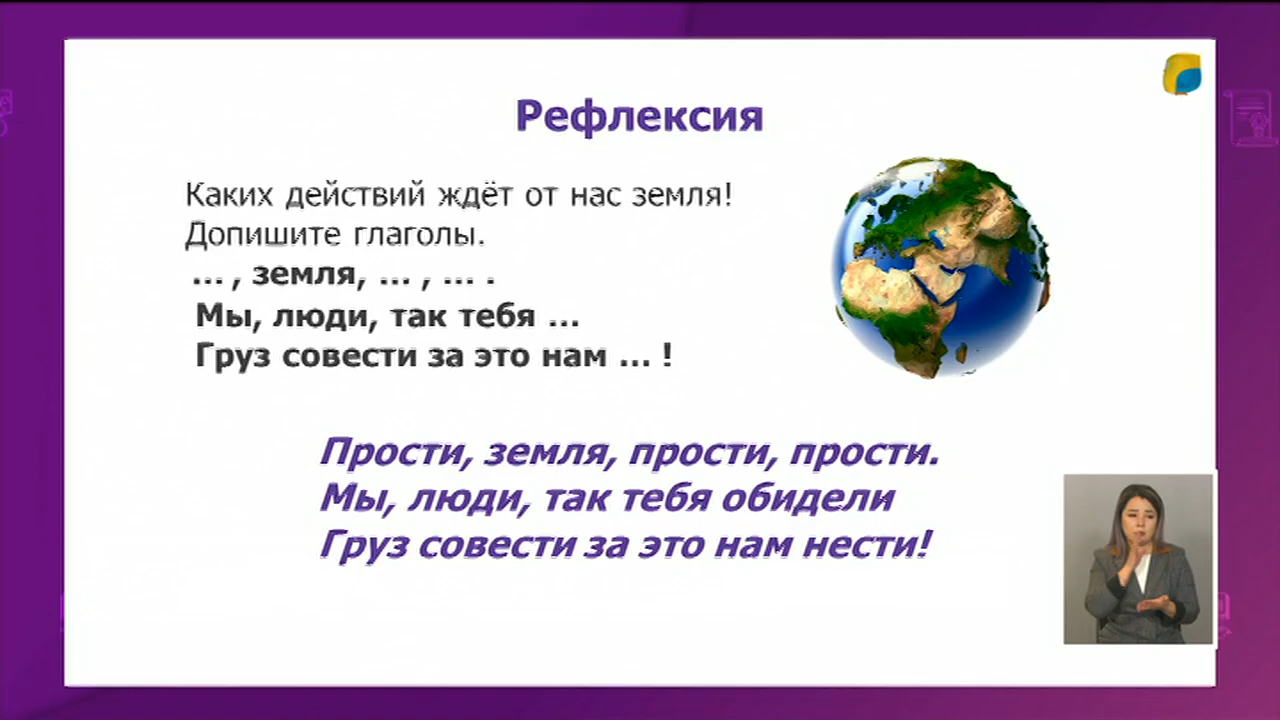 Рефлексия
Каких действий ждёт от нас земля!
Допишите глаголы.
... , земля, ... , ... .
Мы, люди, так тебя ...
Груз совести за это нам ... !
Прости, земля, прости, прости.
Мы, люди, так тебя обидели
Груз совести за это нам нести!